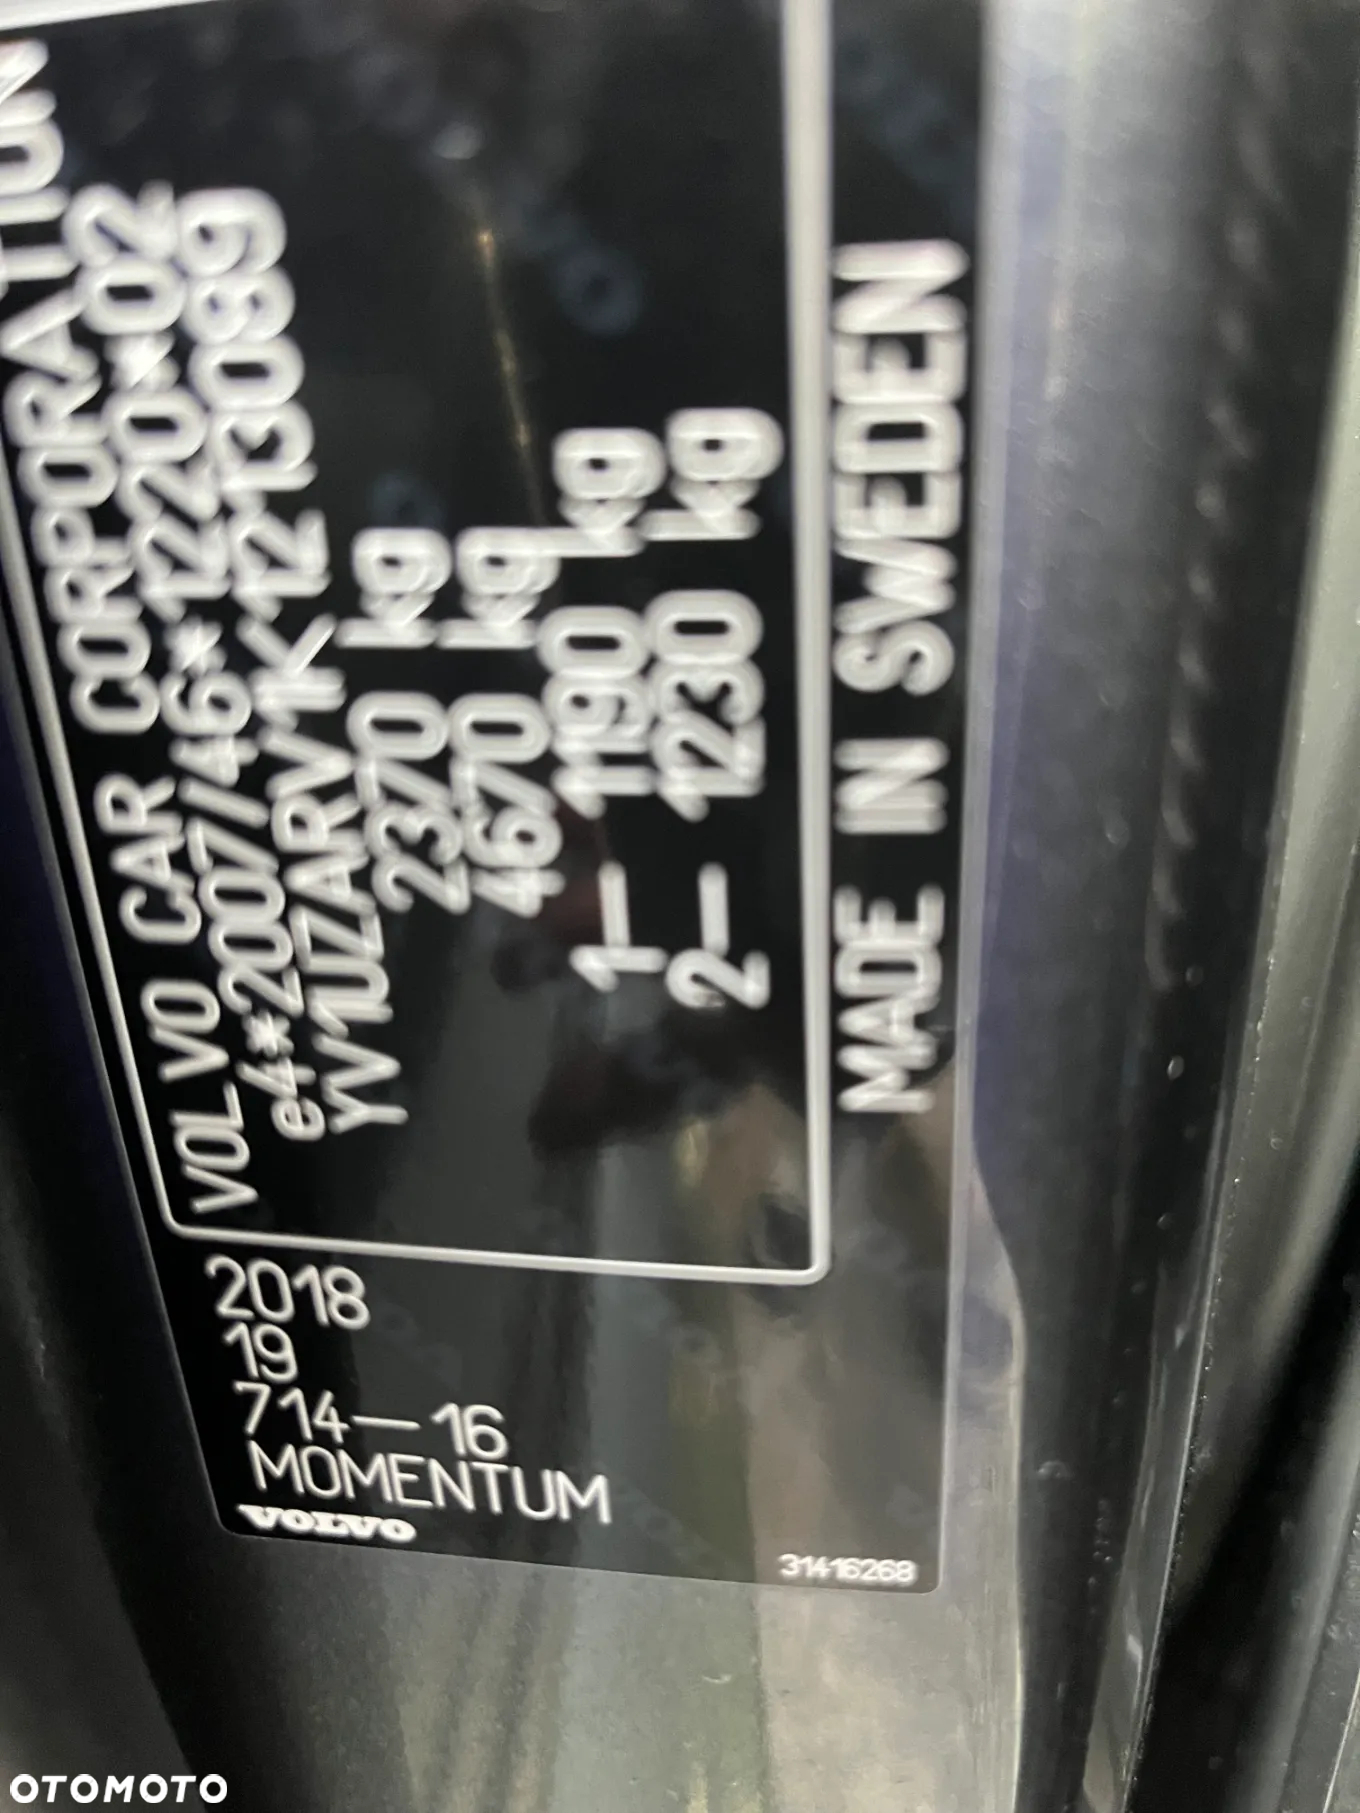 VOLVO CAR CORPORATION
e4*2007/46*1220*02
YV1UZARV1K1213089
2370 kg
4670 kg
1- 1190 kg
2- 1230 kg
MADE IN SWEDEN
2018
19
714-16
MOMENTUM
VOLVO
31416268
OTOMOTO